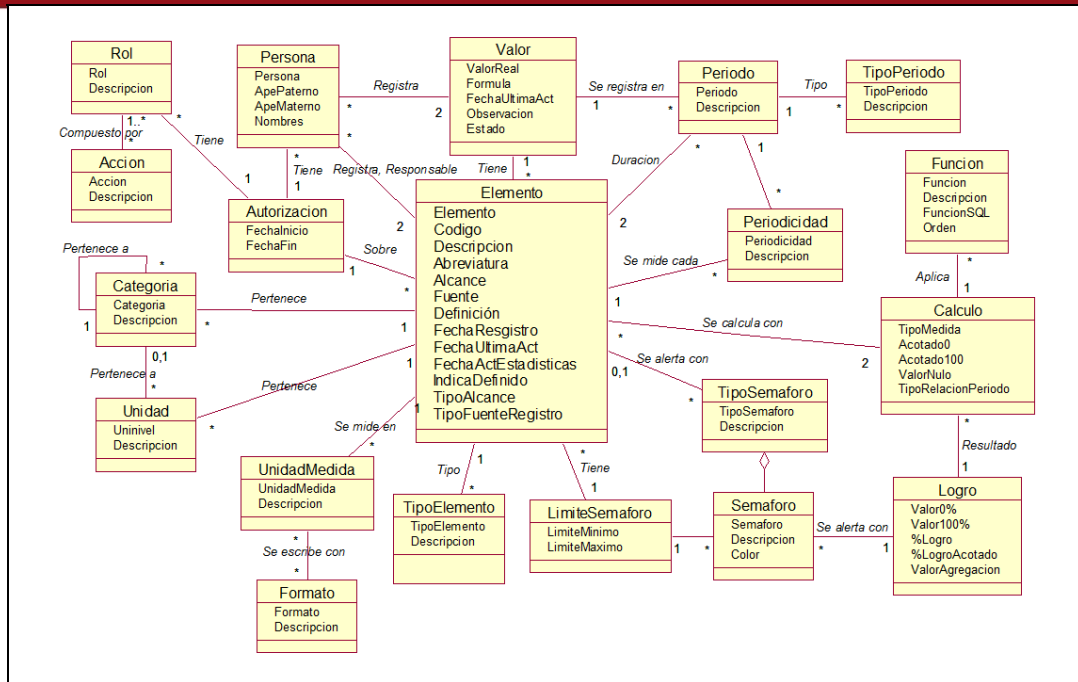 Rol
Rol
Descripcion
1..*
*
Compuesto por
*
Accion
Accion
Descripcion
Tiene
1
Persona
Persona
ApePaterno
ApeMaterno
Nombres
Registra
*
2
*
*
Tiene
1
Registra, Responsable
2
Autorizacion
FechaInicio
FechaFin
Sobre
1
*
Valor
ValorReal
Formula
FechaUltimaAct
Observacion
Estado
Se registra en
1
*
Tiene
1
*
Periodo
Periodo
Descripcion
Tipo
1
*
TipoPeriodo
TipoPeriodo
Descripcion
Duracion
*
2
1
*
Periodicidad
Periodicidad
Descripcion
Se mide cada
*
1
Funcion
Funcion
Descripcion
FuncionSQL
Orden
*
Aplica
1
Elemento
Elemento
Codigo
Descripcion
Abreviatura
Alcance
Fuente
Definición
FechaResgistro
FechaUltimaAct
FechaActEstadisticas
IndicaDefinido
TipoAlcance
TipoFuenteRegistro
Pertenece a
*
1
Categoria
Categoria
Descripcion
Pertenece
*
1
0,1
Pertenece a
*
Unidad
Uninivel
Descripcion
Pertenece
*
1
Se calcula con
*
2
Calculo
TipoMedida
Acotado0
Acotado100
ValorNulo
TipoRelacionPeriodo
Se alerta con
0,1
*
TipoSemaforo
TipoSemaforo
Descripcion
*
Resultado
1
Se mide en
1
*
UnidadMedida
UnidadMedida
Descripcion
*
Se escribe con
*
Formato
Formato
Descripcion
Tipo
1
*
TipoElemento
TipoElemento
Descripcion
*
Tiene
1
LimiteSemaforo
LimiteMinimo
LimiteMaximo
1
*
Semaforo
Semaforo
Descripcion
Color
Se alerta con
*
1
Logro
Valor0%
Valor100%
%Logro
%LogroAcotado
ValorAgregacion